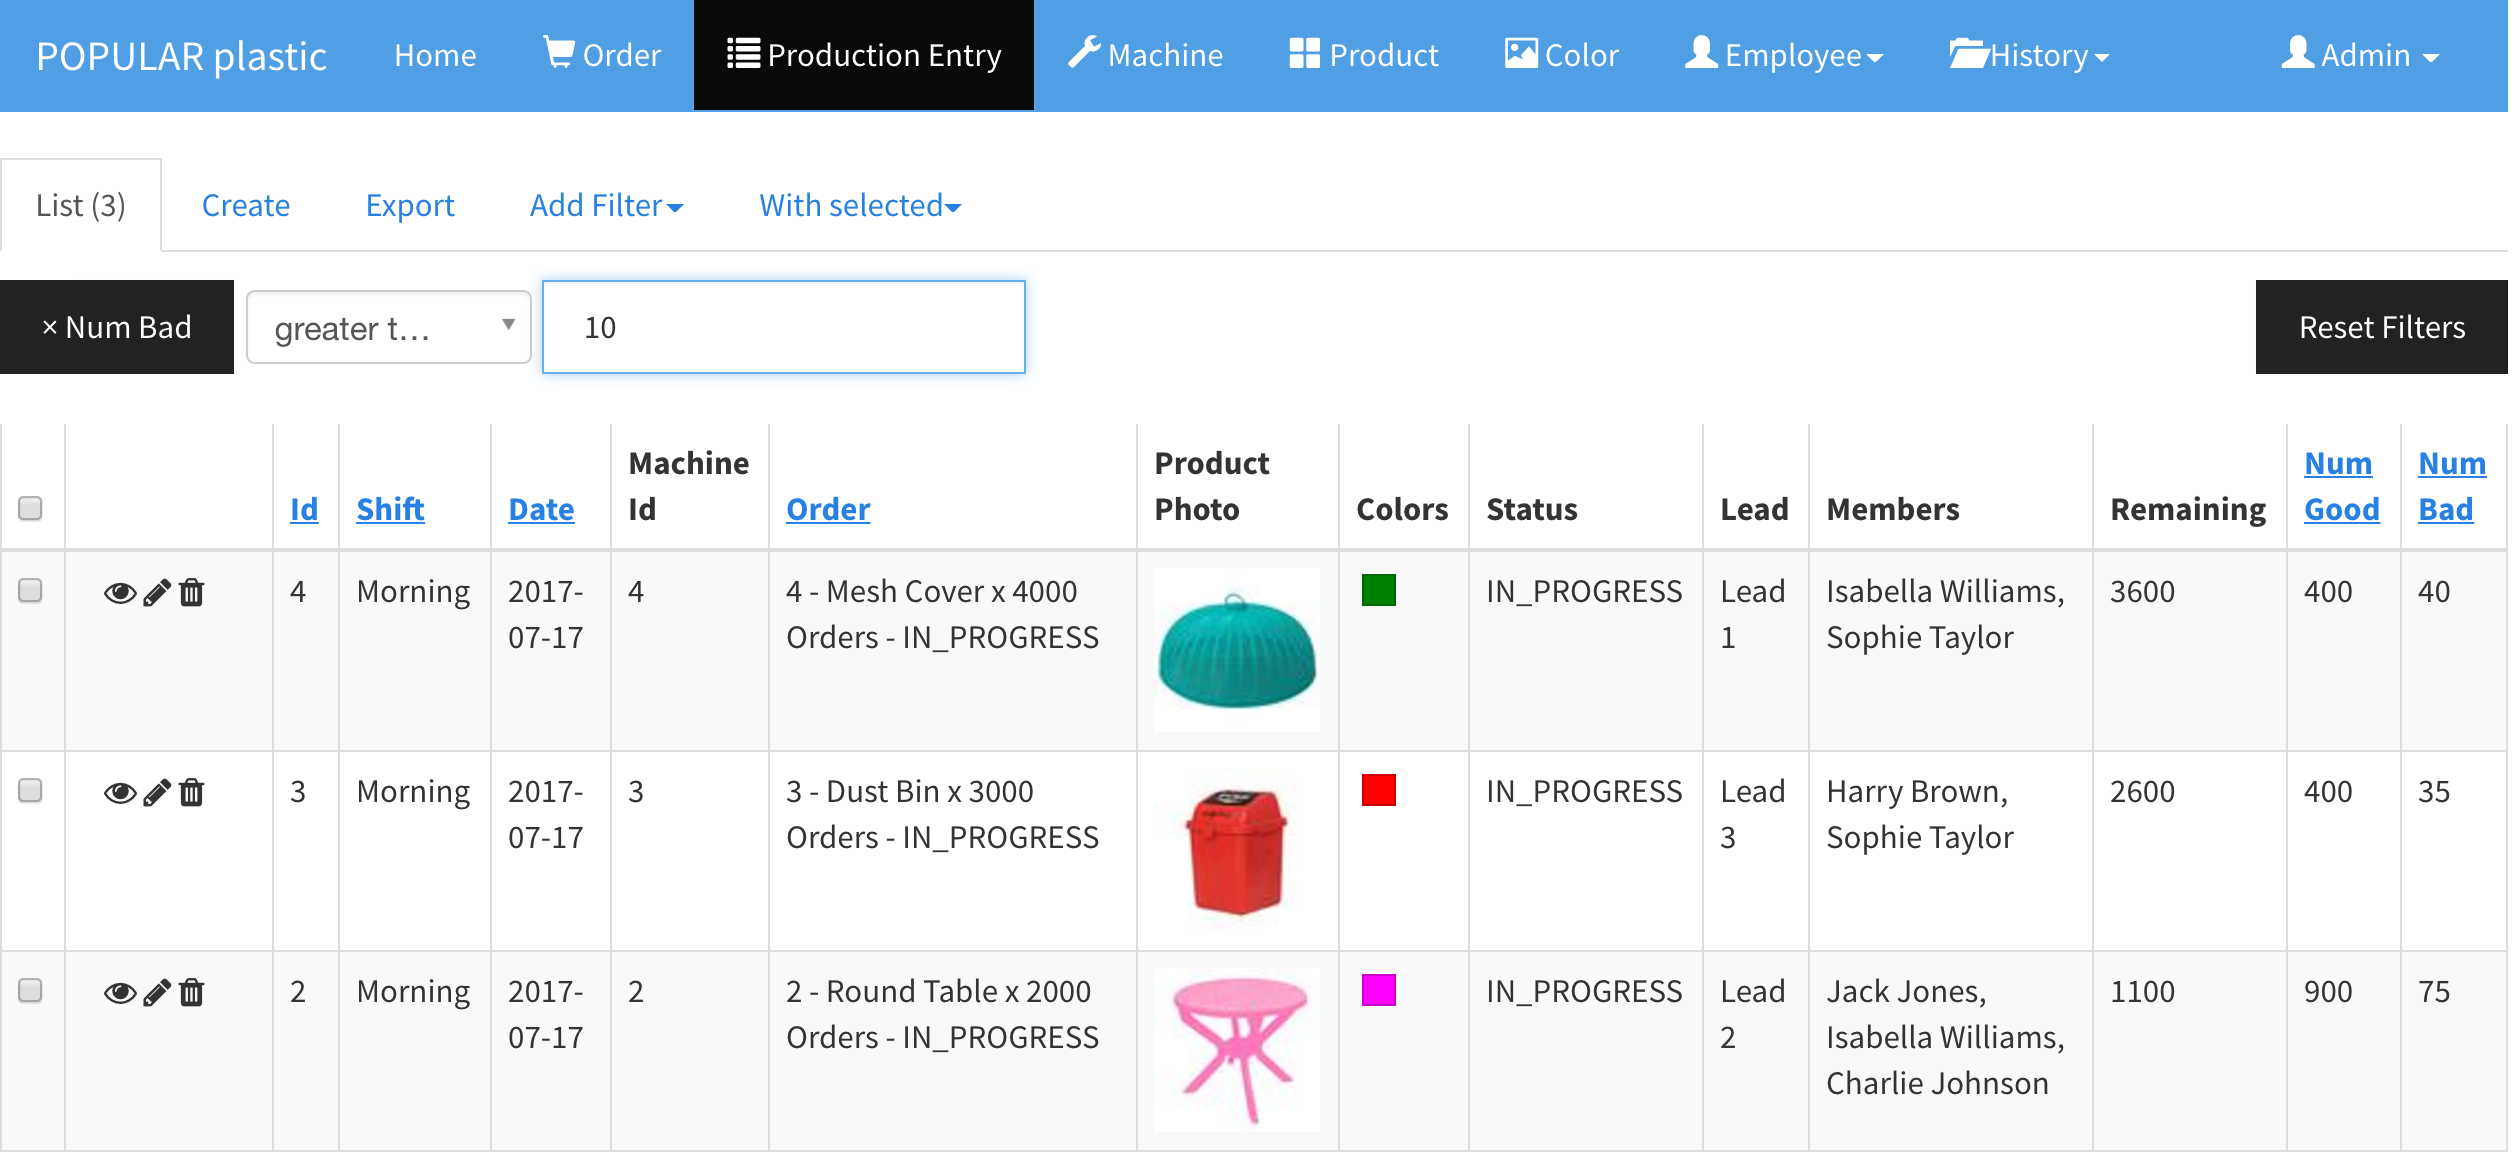 POPULAR plastic Home Order Production Entry Machine Product Color Employee History Admin
List (3) Create Export Add Filter With selected
× Num Bad greater t... 10 Reset Filters
Id Shift Date Machine Id Order Product Photo Colors Status Lead Members Remaining Num Good Num Bad
4 Morning 2017-07-17 4 4 - Mesh Cover x 4000 Orders - IN_PROGRESS IN_PROGRESS Lead 1 Isabella Williams, Sophie Taylor 3600 400 40
3 Morning 2017-07-17 3 3 - Dust Bin x 3000 Orders - IN_PROGRESS IN_PROGRESS Lead 3 Harry Brown, Sophie Taylor 2600 400 35
2 Morning 2017-07-17 2 2 - Round Table x 2000 Orders - IN_PROGRESS IN_PROGRESS Lead 2 Jack Jones, Isabella Williams, Charlie Johnson 1100 900 75